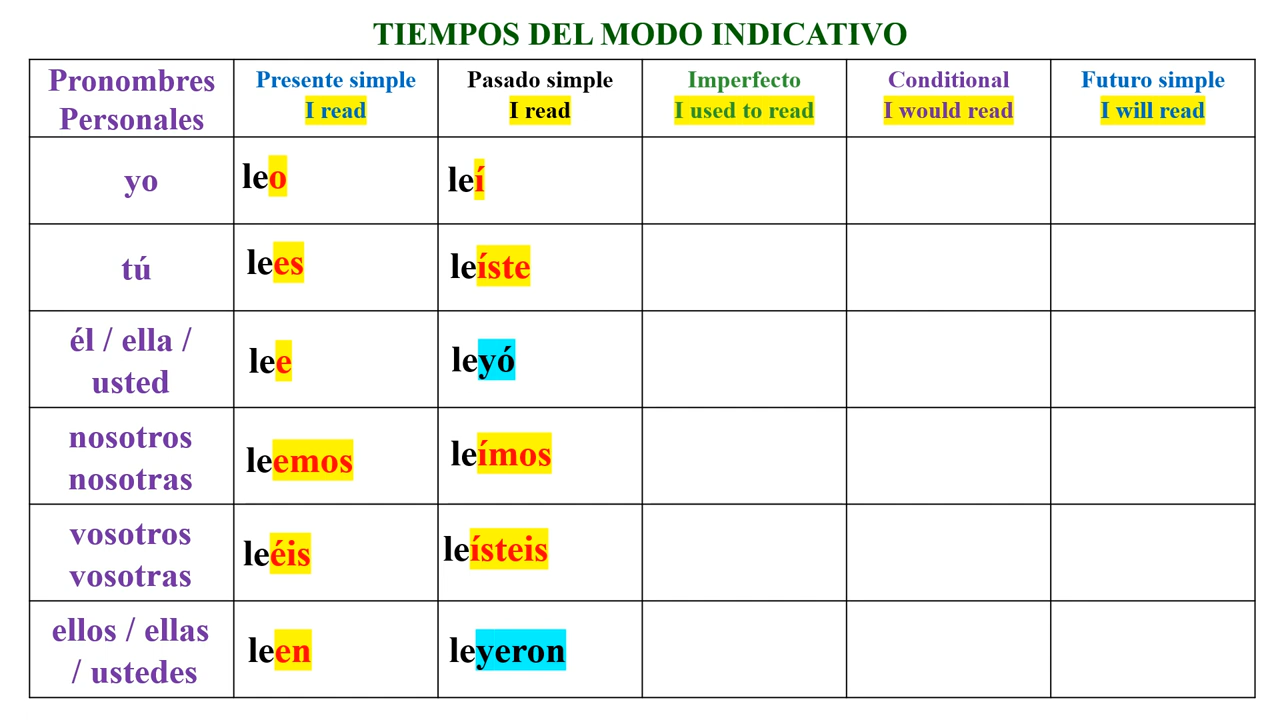 TIEMPOS DEL MODO INDICATIVO
Pronombres Personales
Presente simple
I read
Pasado simple
I read
Imperfecto
I used to read
Conditional
I would read
Futuro simple
I will read
yo
leo
leí
tú
lees
leíste
él / ella /
usted
lee
leyó
nosotros
nosotras
leemos
leímos
vosotros
vosotras
leéis
leísteis
ellos / ellas
/ ustedes
leen
leyeron